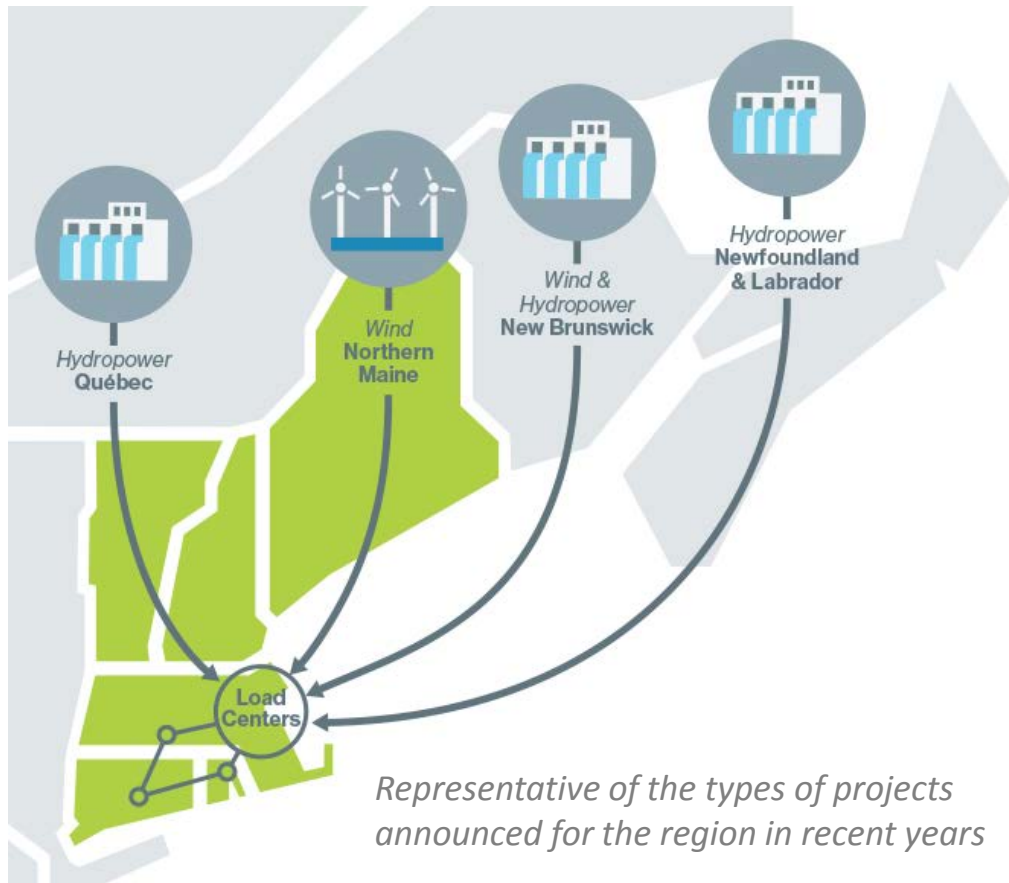 Hydropower
Québec
Wind
Northern
Maine
Wind &
Hydropower
New Brunswick
Hydropower
Newfoundland
& Labrador
Load
Centers
Representative of the types of projects
announced for the region in recent years